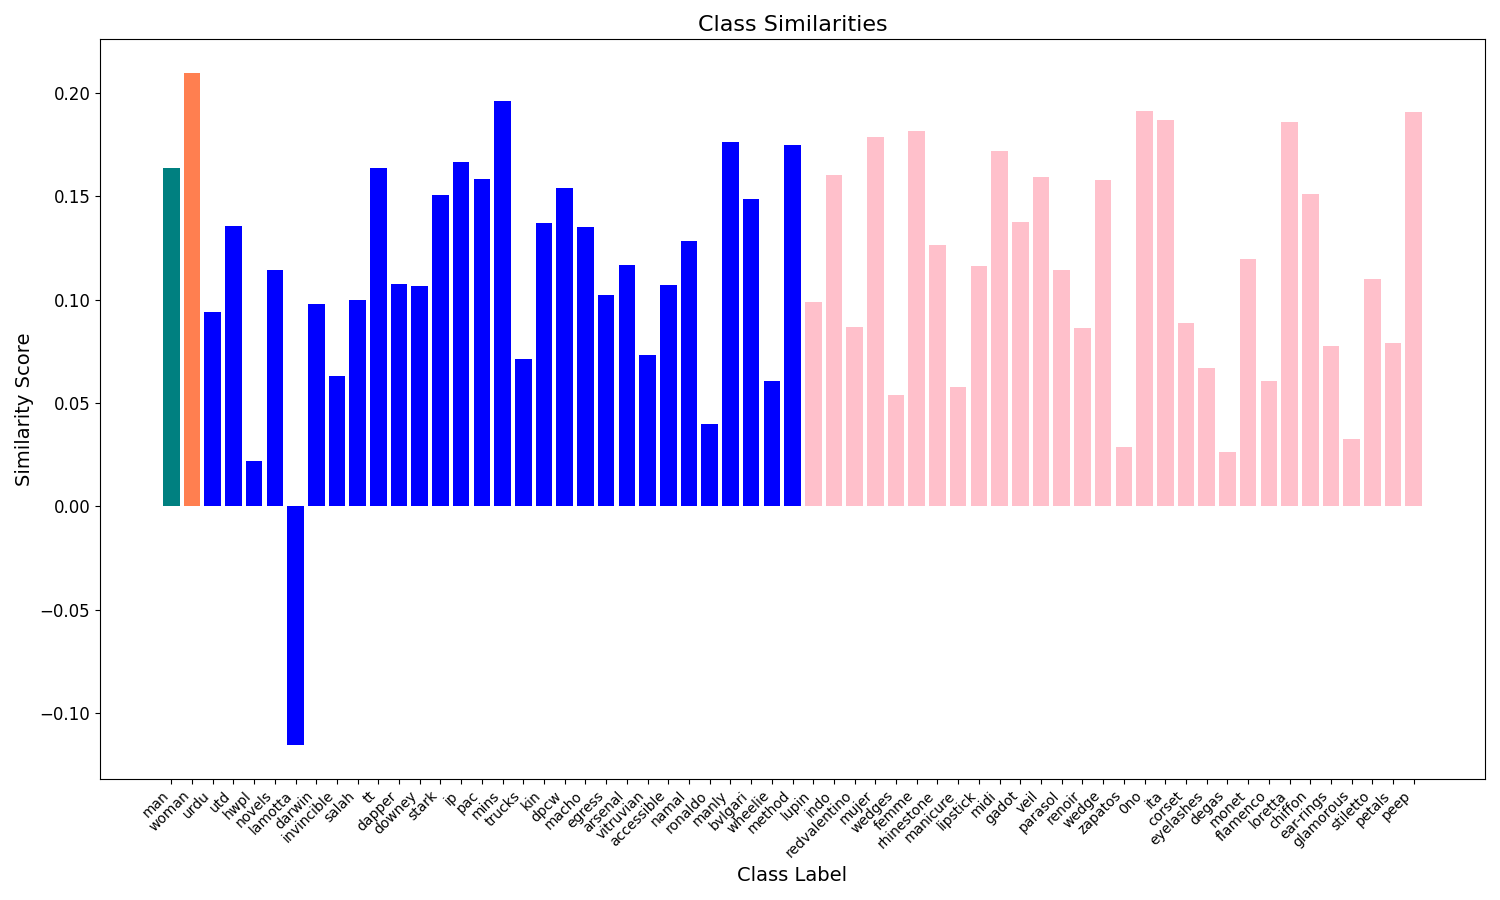 Class Similarities
Similarity Score
0.20
0.15
0.10
0.05
0.00
−0.05
−0.10
man
woman
urdu
utd
hwpl
novels
lamotta
darwin
invincible
salah
tt
dapper
downey
stark
ip
pac
mins
trucks
kin
dpcw
macho
egress
arsenal
vitruvian
accessible
namal
ronaldo
manly
bvlgari
wheelie
method
lupin
indo
redvalentino
mujer
wedges
femme
rhinestone
manicure
lipstick
midi
gadot
veil
parasol
renoir
wedge
zapatos
0no
ita
corset
eyelashes
degas
monet
flamenco
loretta
chiffon
ear-rings
glamorous
stiletto
petals
peep
Class Label